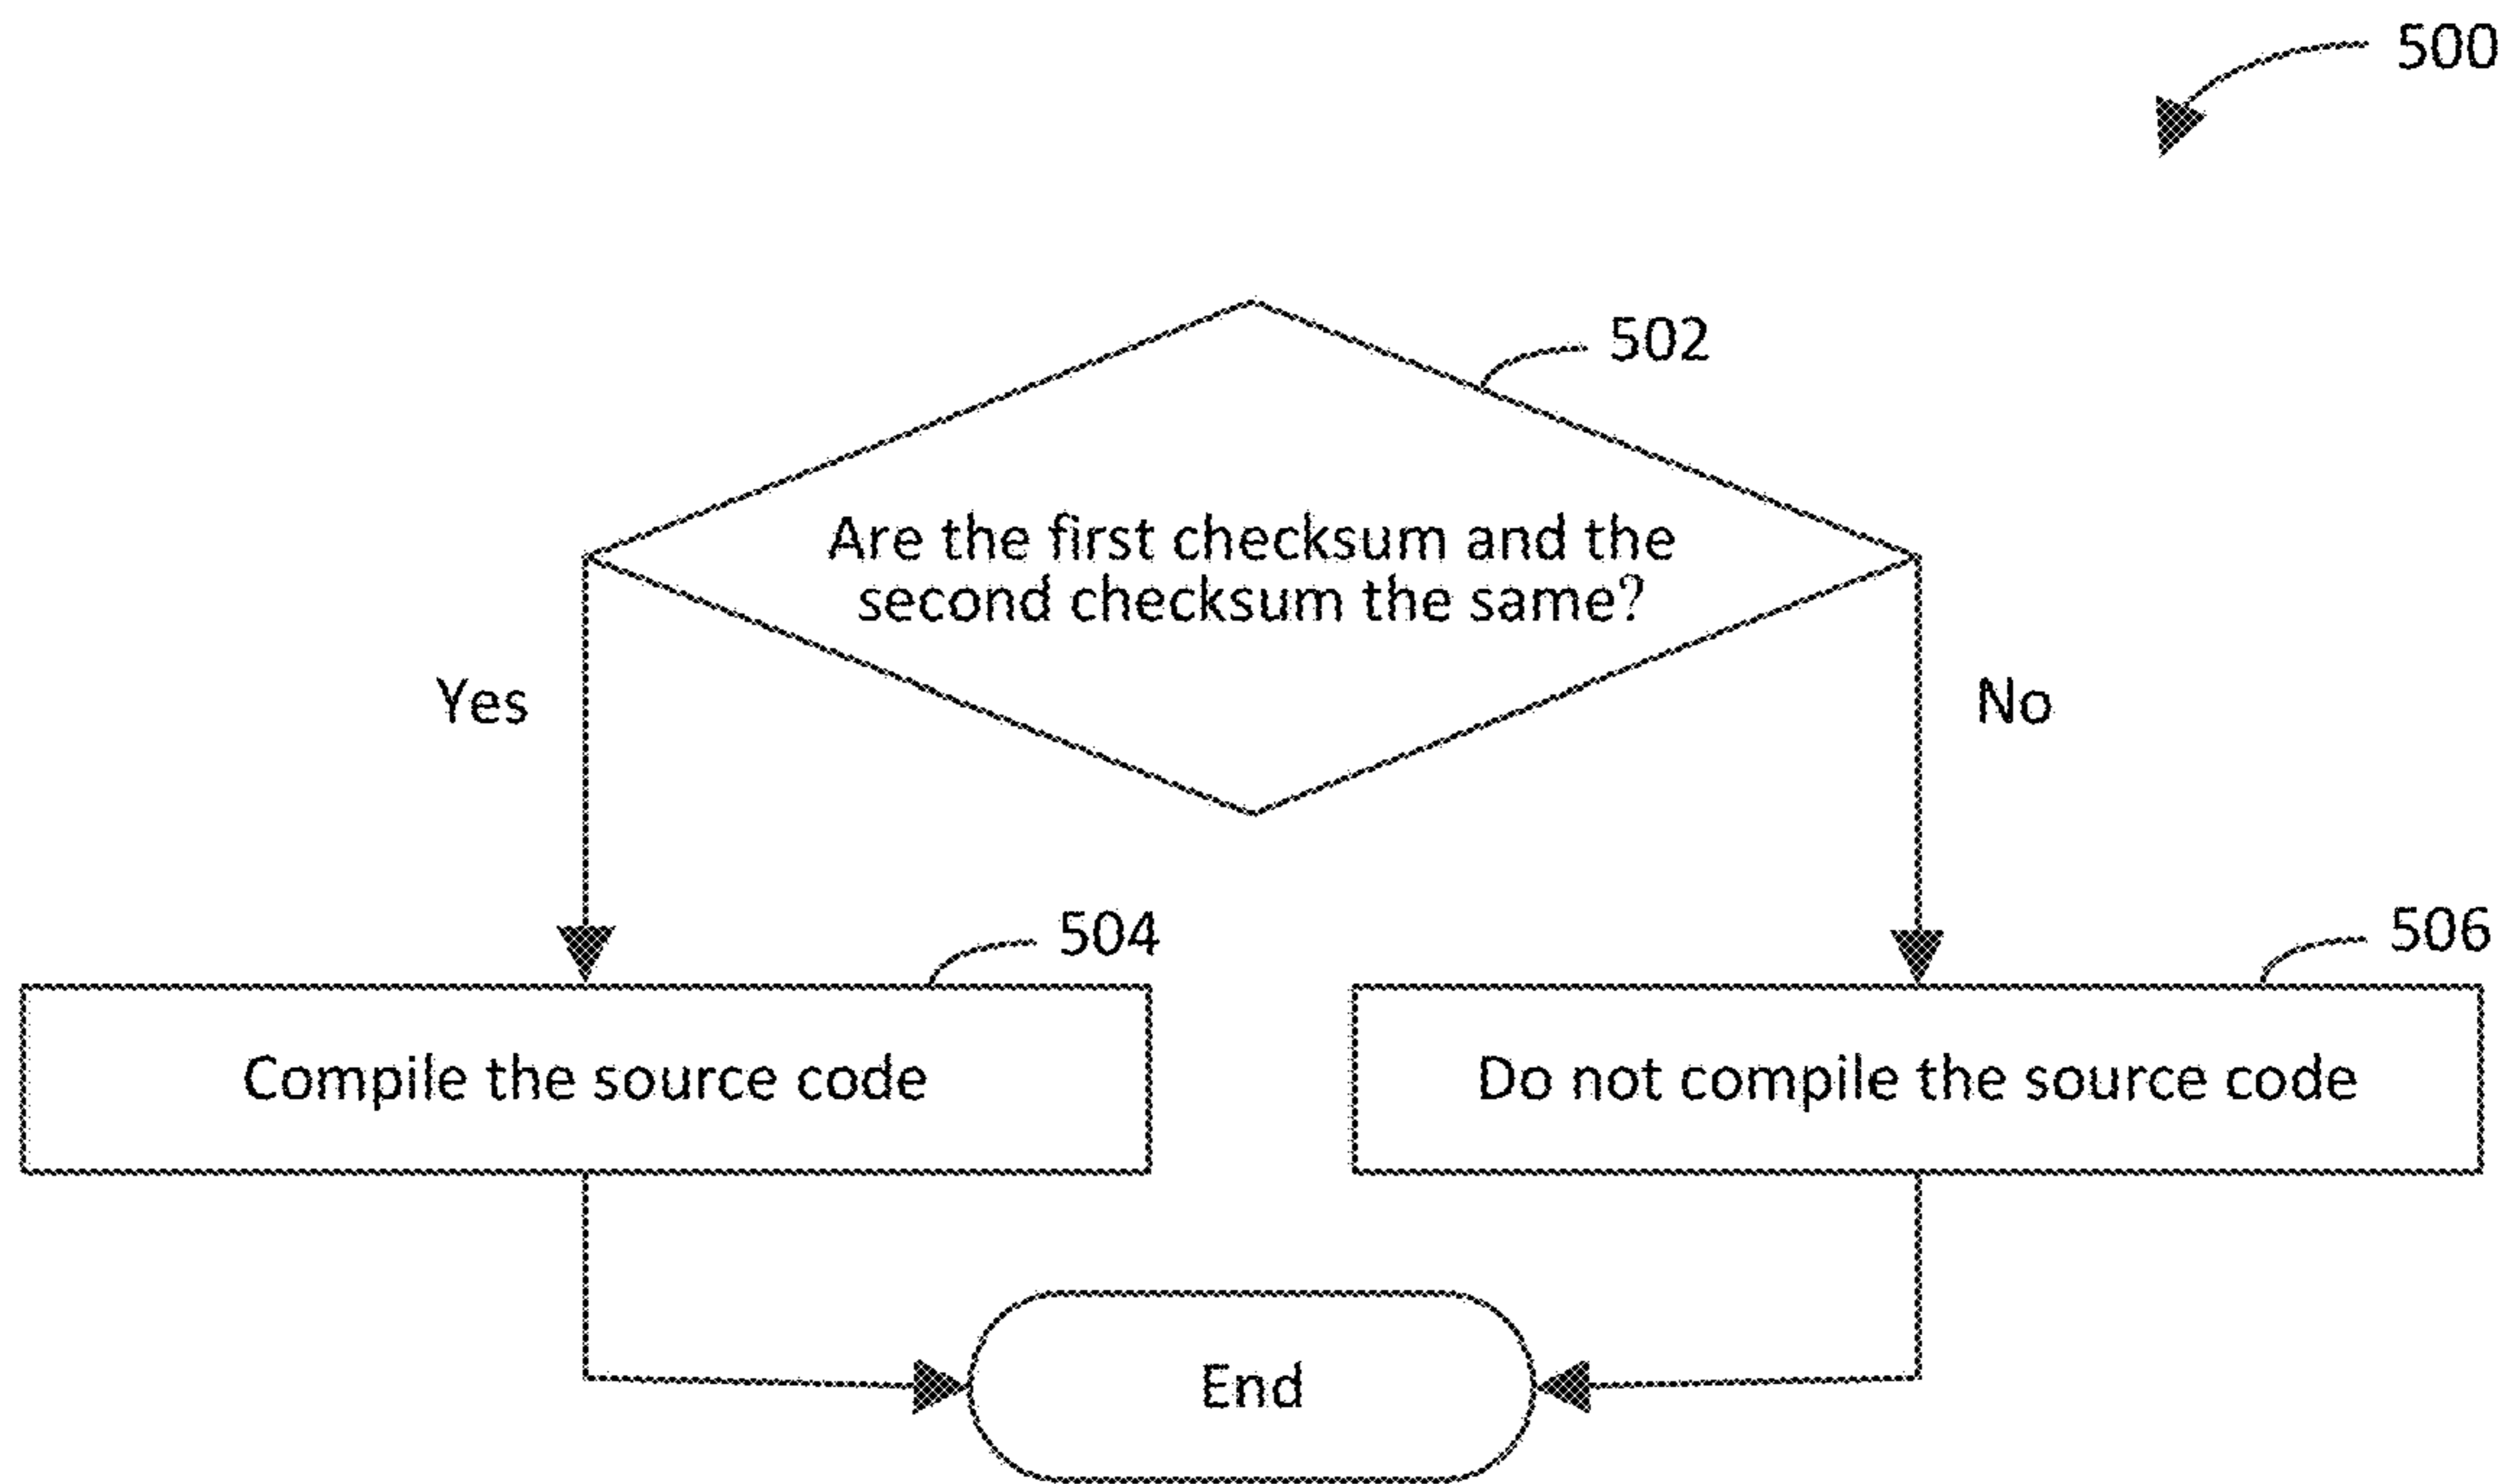 500
502
Are the first checksum and the
second checksum the same?
Yes
No
504
506
Compile the source code
Do not compile the source code
End